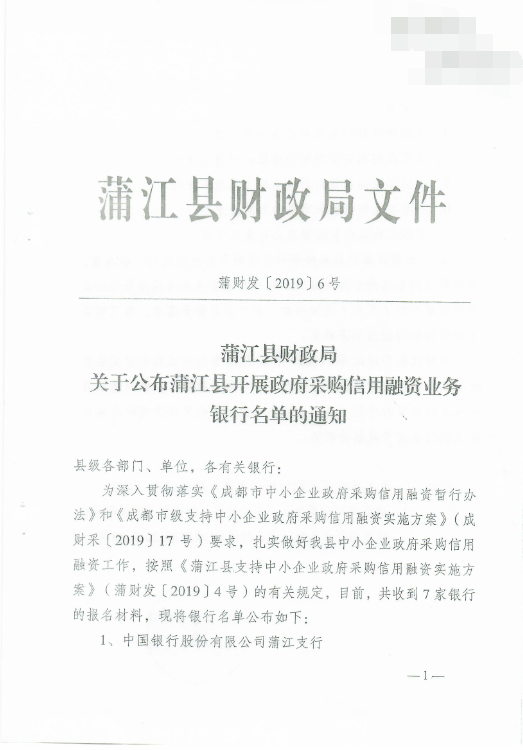 蒲江县财政局文件
蒲财发〔2019〕6号
蒲江县财政局
关于公布蒲江县开展政府采购信用融资业务
银行名单的通知
县级各部门、单位，各有关银行：
为深入贯彻落实《成都市中小企业政府采购信用融资暂行办
法》和《成都市级支持中小企业政府采购信用融资实施方案》（成
财采〔2019〕17 号）要求，扎实做好我县中小企业政府采购信用
融资工作，按照《蒲江县支持中小企业政府采购信用融资实施方
案》（蒲财发〔2019〕4 号）的有关规定，目前，共收到 7 家银行
的报名材料，现将银行名单公布如下：
1、中国银行股份有限公司蒲江支行
—1—